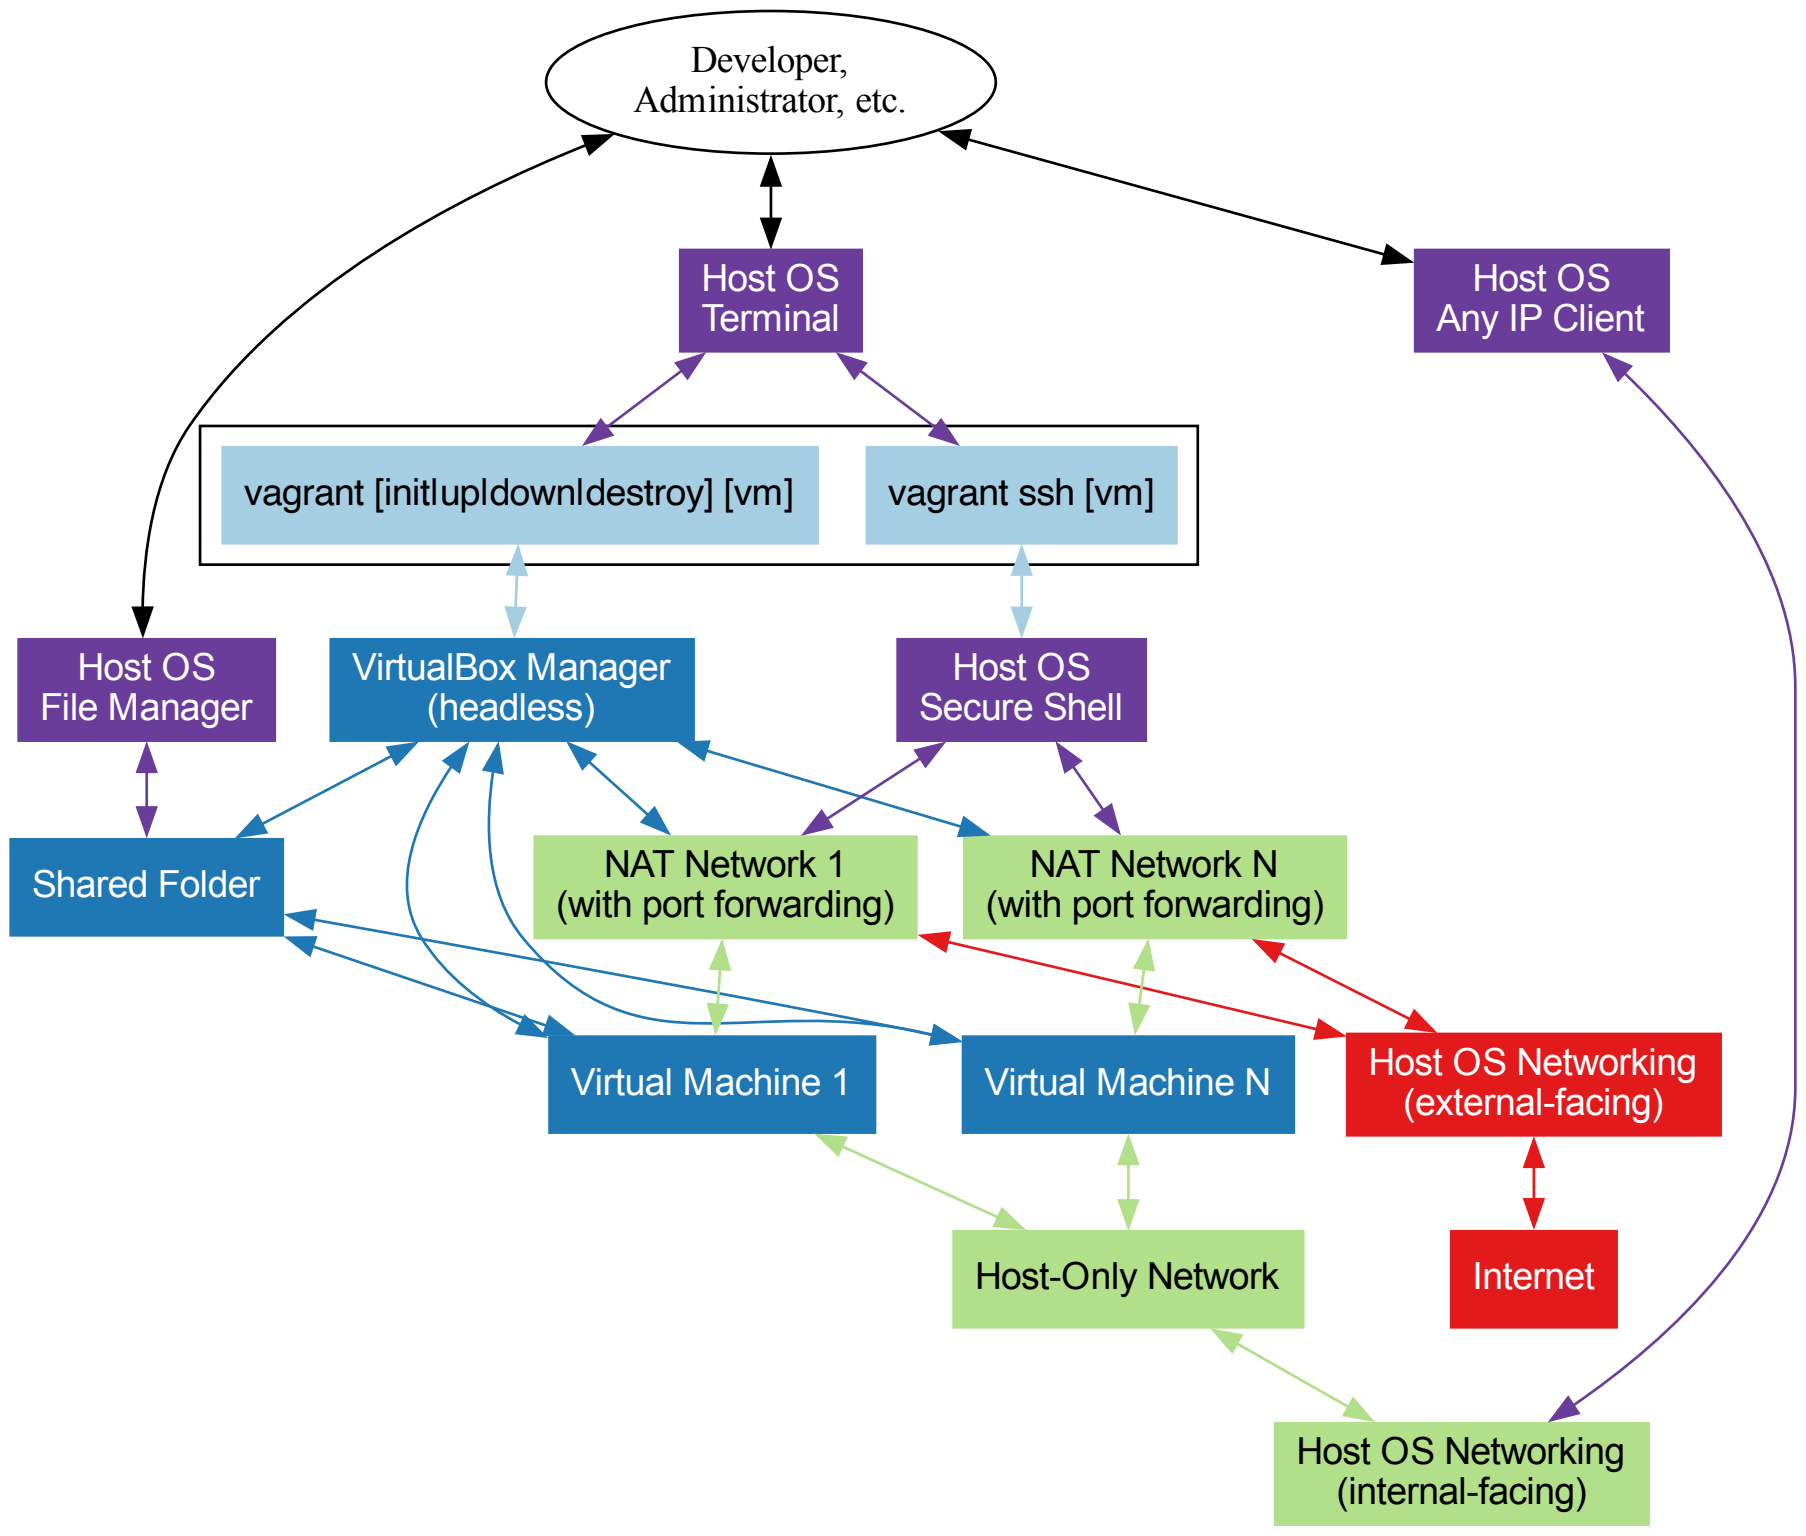 Developer,
Administrator, etc.
Host OS
Terminal
Host OS
Any IP Client
vagrant [init|up|down|destroy] [vm]
vagrant ssh [vm]
Host OS
File Manager
VirtualBox Manager
(headless)
Host OS
Secure Shell
Shared Folder
NAT Network 1
(with port forwarding)
NAT Network N
(with port forwarding)
Virtual Machine 1
Virtual Machine N
Host OS Networking
(external-facing)
Host-Only Network
Internet
Host OS Networking
(internal-facing)